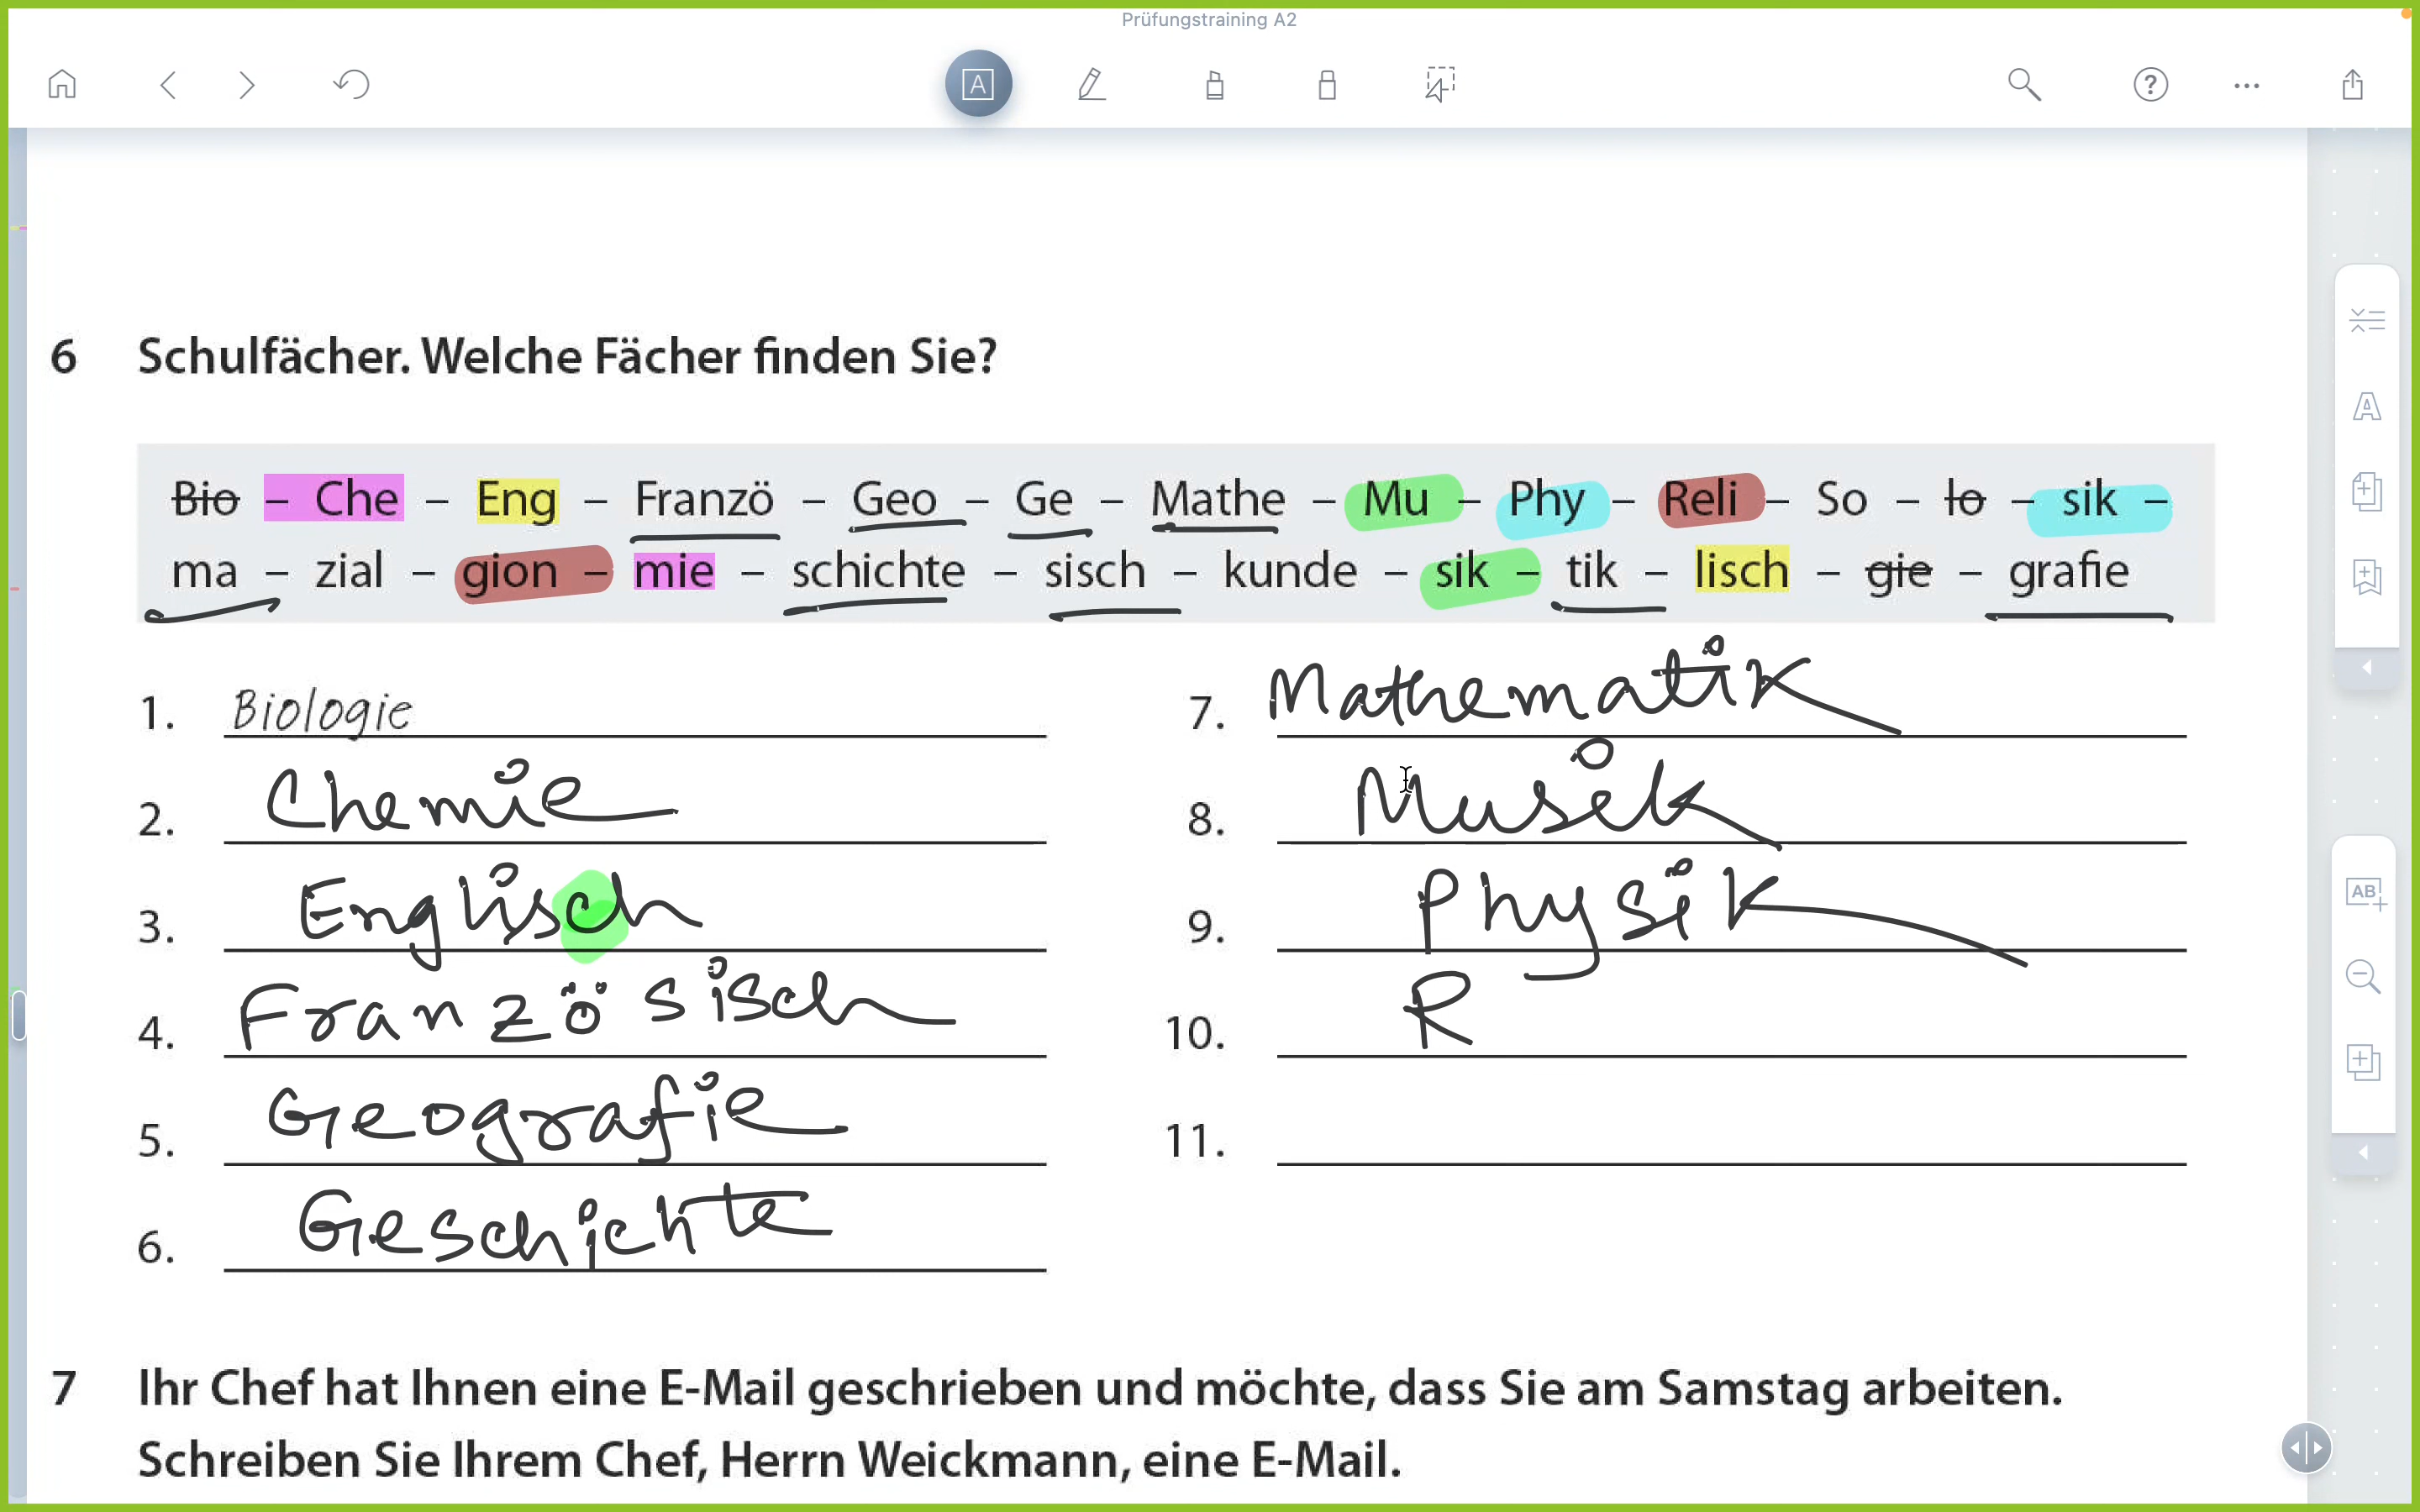 Prüfungstraining A2
6 Schulfächer. Welche Fächer finden Sie?
Bio – Che – Eng – Franzö – Geo – Ge – Mathe – Mu – Phy – Reli – So – lo – sik –
ma – zial – gion – mie – schichte – sisch – kunde – sik – tik – lisch – gie – grafie
1. Biologie
2. Chemie
3. Englisch
4. Französisch
5. Geografie
6. Geschichte
7. Mathematik
8. Musik
9. Physik
10. R
11.
7 Ihr Chef hat Ihnen eine E-Mail geschrieben und möchte, dass Sie am Samstag arbeiten.
Schreiben Sie Ihrem Chef, Herrn Weickmann, eine E-Mail.